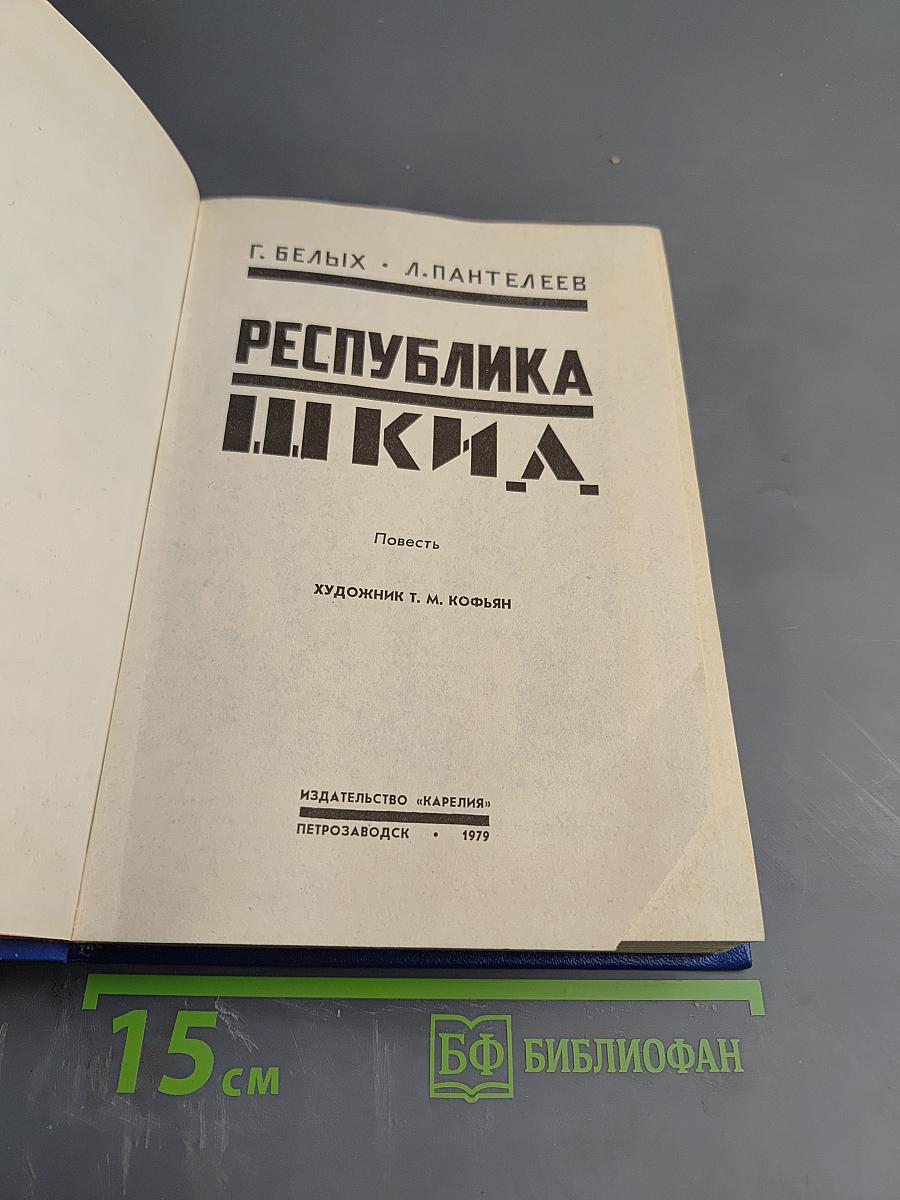 Г. БЕЛЫХ • Л. ПАНТЕЛЕЕВ
РЕСПУБЛИКА
ШКИД
Повесть
ХУДОЖНИК Т. М. КОФЬЯН
ИЗДАТЕЛЬСТВО «КАРЕЛИЯ»
ПЕТРОЗАВОДСК • 1979
15 см
БФ БИБЛИОФАН